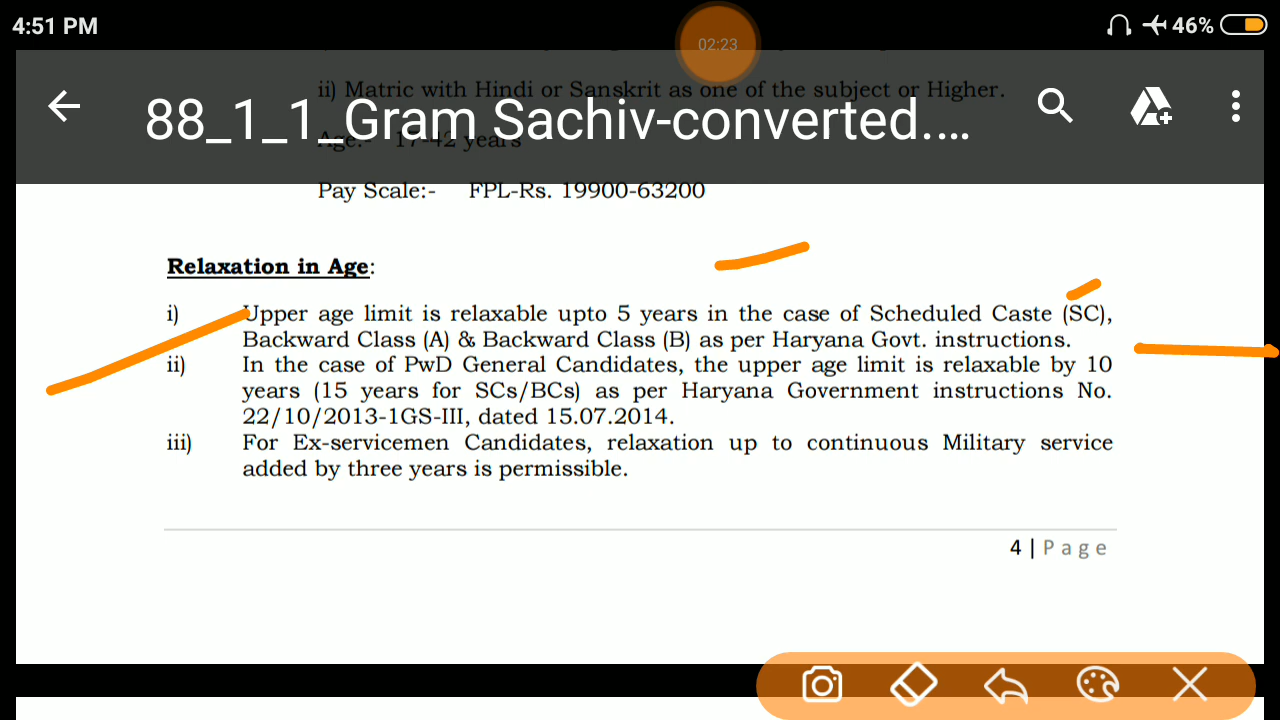 4:51 PM
02:23
46%
ii) Matric with Hindi or Sanskrit as one of the subject or Higher.
88_1_1_Gram Sachiv-converted....
Age:- 17-42 years
Pay Scale:- FPL-Rs. 19900-63200
Relaxation in Age:
i) Upper age limit is relaxable upto 5 years in the case of Scheduled Caste (SC),
Backward Class (A) & Backward Class (B) as per Haryana Govt. instructions.
ii) In the case of PwD General Candidates, the upper age limit is relaxable by 10
years (15 years for SCs/BCs) as per Haryana Government instructions No.
22/10/2013-1GS-III, dated 15.07.2014.
iii) For Ex-servicemen Candidates, relaxation up to continuous Military service
added by three years is permissible.
4 | Page